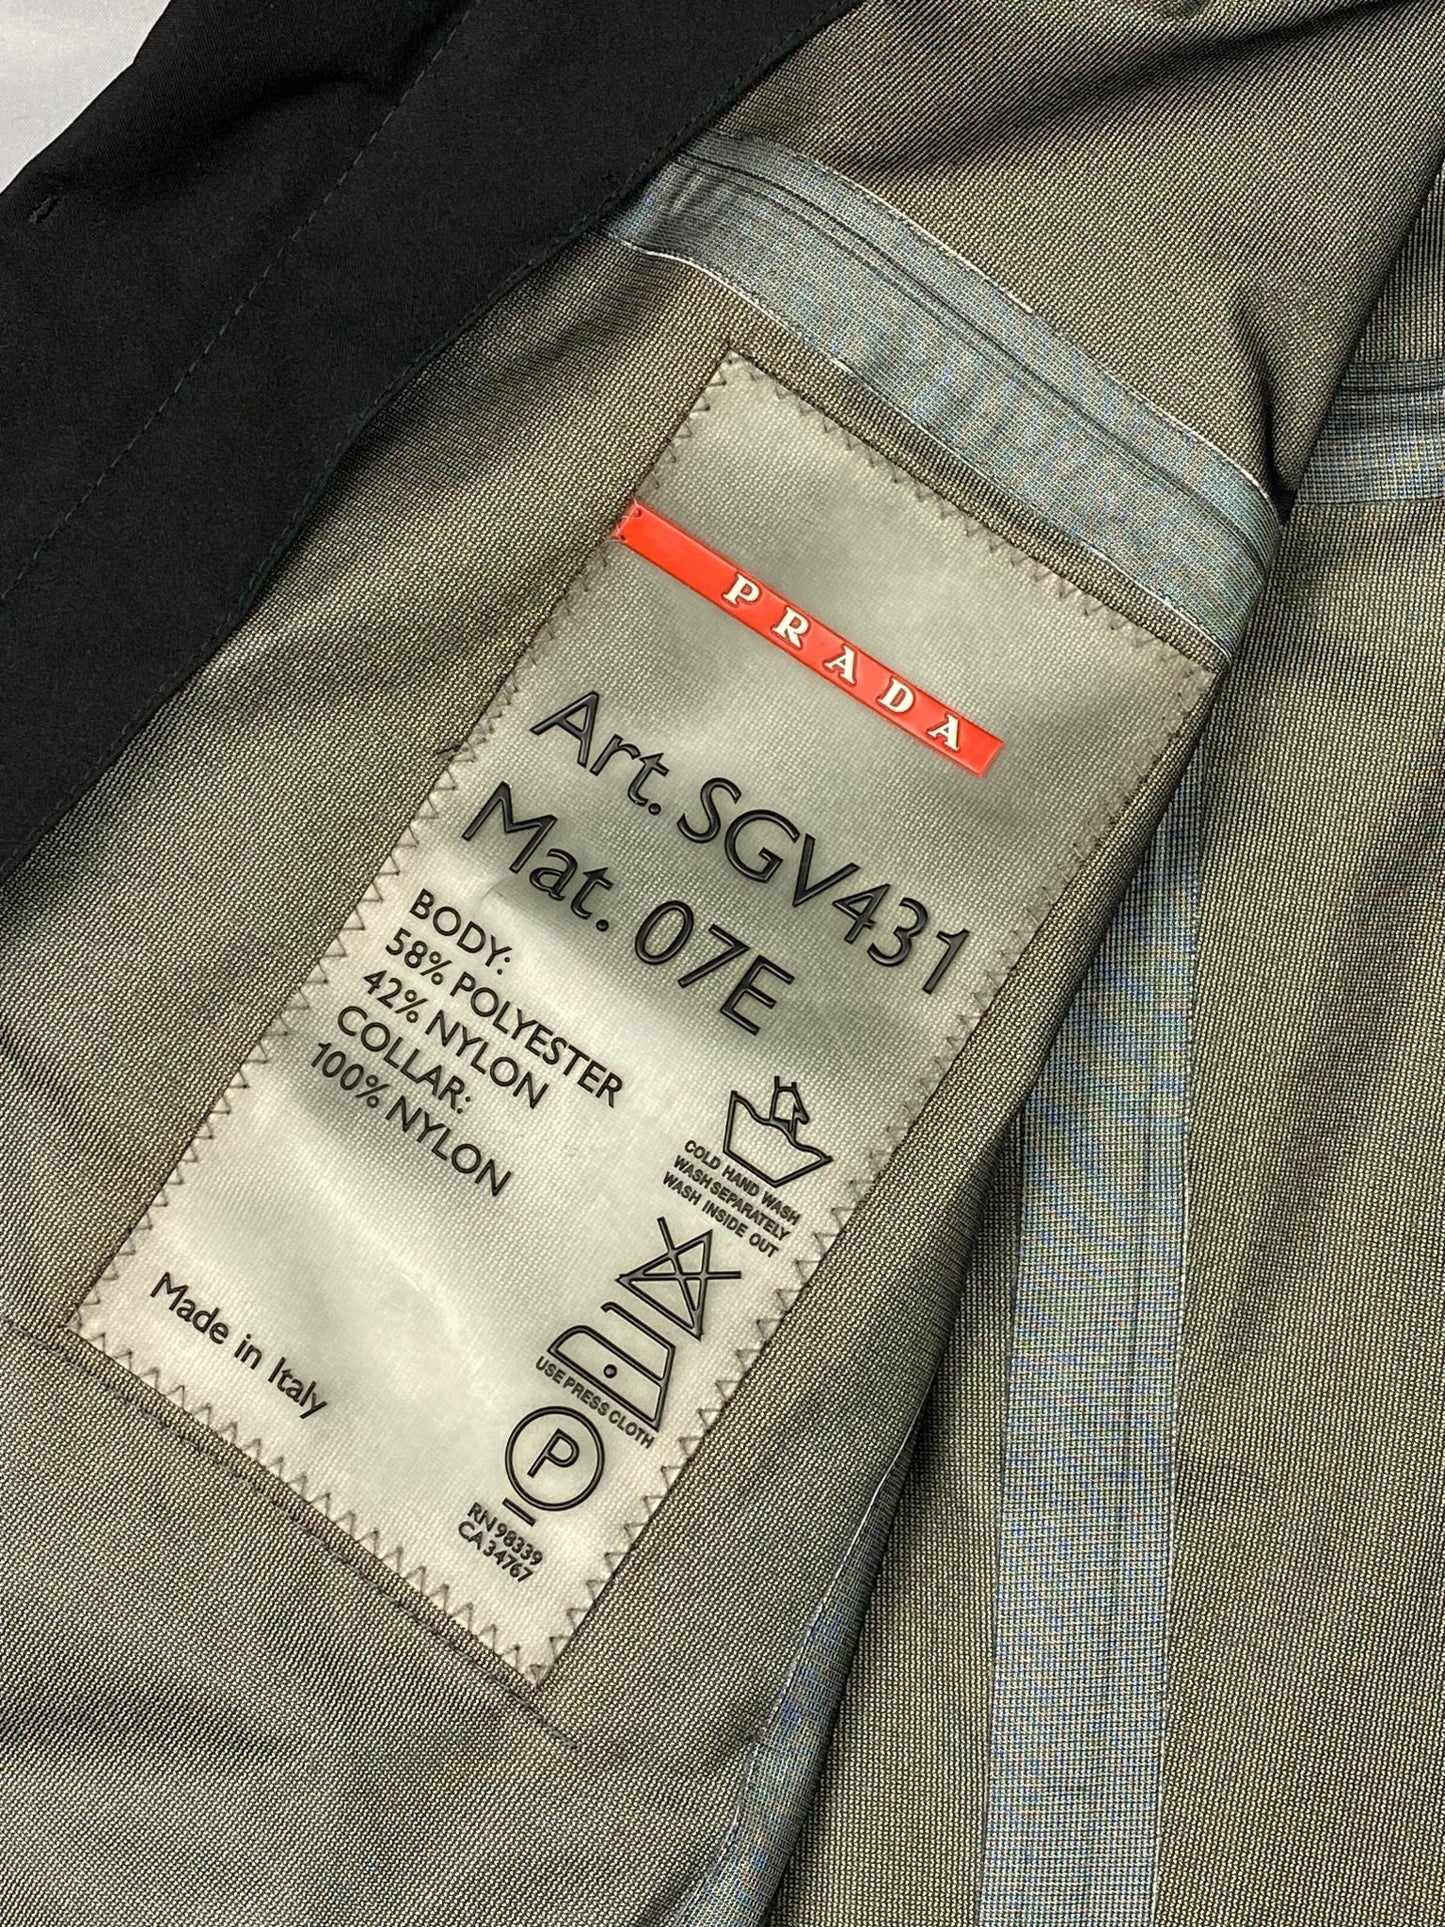 PRADA
Art. SGV431
Mat. 07E
BODY:
58% POLYESTER
42% NYLON
COLLAR:
100% NYLON
COLD HAND WASH
WASH SEPARATELY
WASH INSIDE OUT
USE PRESS CLOTH
P
RN 98339
CA 34767
Made in Italy